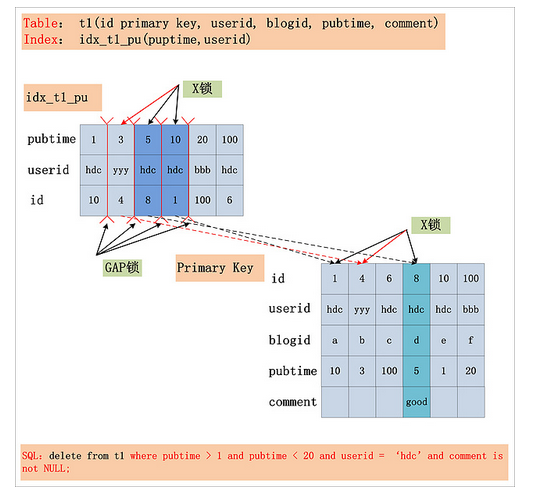 Table: t1(id primary key, userid, blogid, pubtime, comment)
Index: idx_t1_pu(puptime,userid)
X锁
idx_t1_pu
pubtime 1 3 5 10 20 100
userid hdc yyy hdc hdc bbb hdc
id 10 4 8 1 100 6
X锁
GAP锁
Primary Key
id 1 4 6 8 10 100
userid hdc yyy hdc hdc hdc bbb
blogid a b c d e f
pubtime 10 3 100 5 1 20
comment good
SQL: delete from t1 where pubtime > 1 and pubtime < 20 and userid = ‘hdc’ and comment is
not NULL;